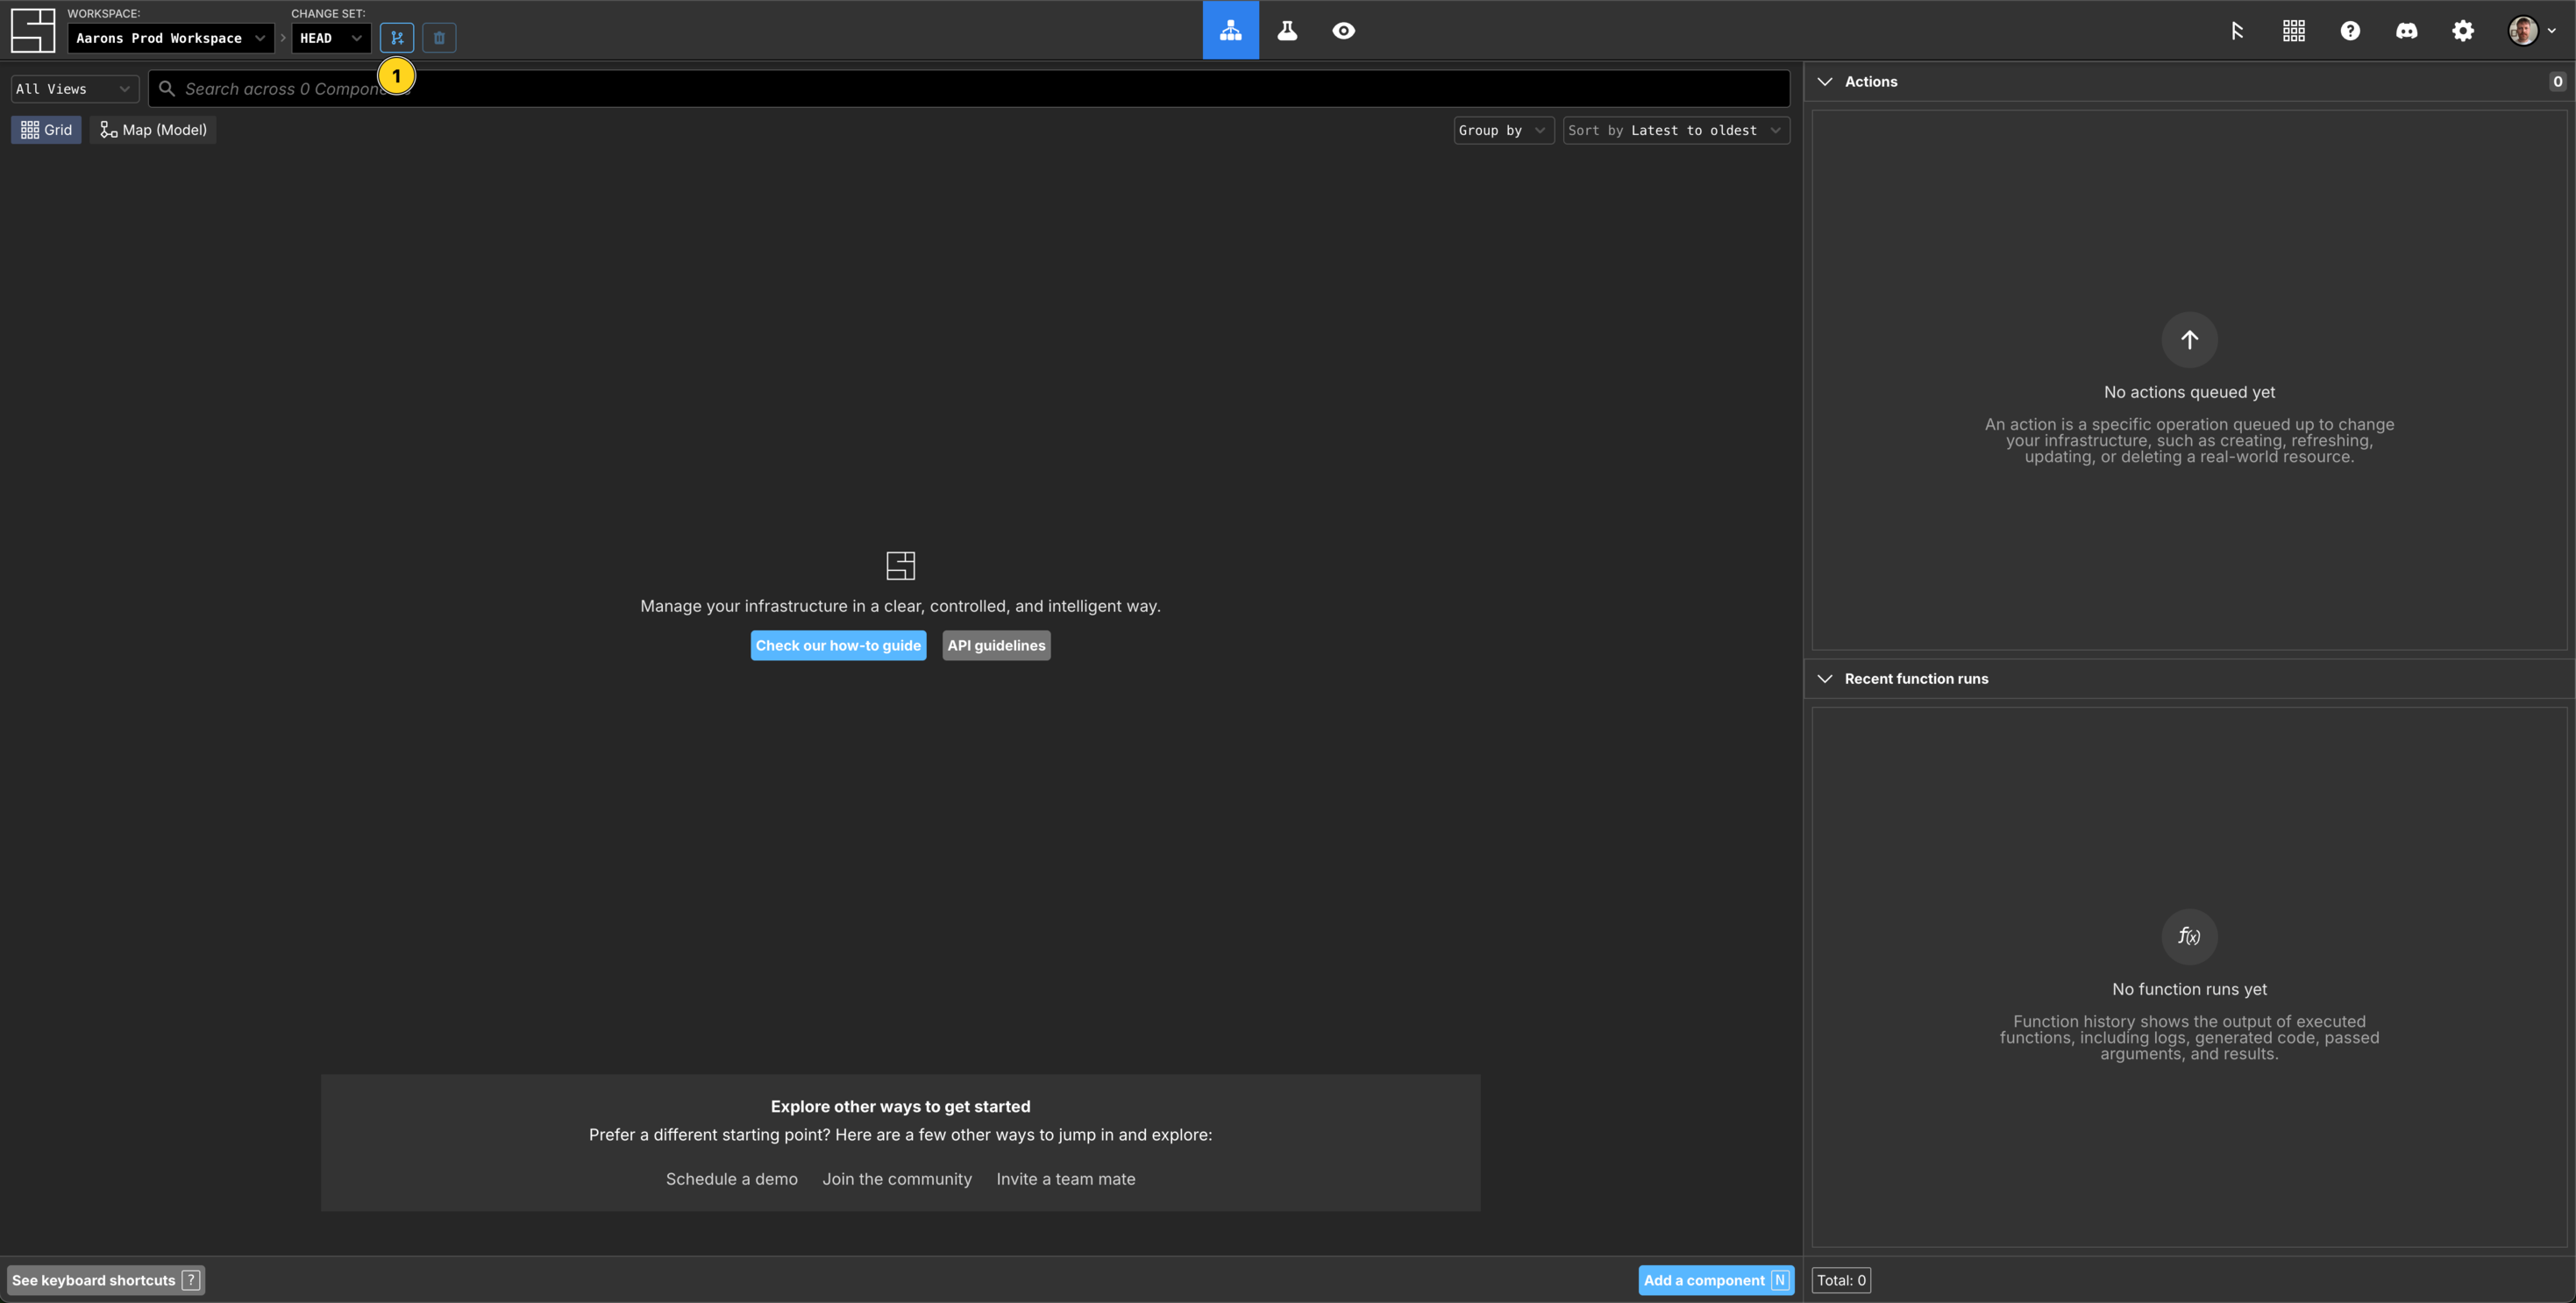 WORKSPACE:
Aarons Prod Workspace
CHANGE SET:
HEAD
1
All Views
Search across 0 Compon
Grid
Map (Model)
Group by
Sort by Latest to oldest
Manage your infrastructure in a clear, controlled, and intelligent way.
Check our how-to guide
API guidelines
Explore other ways to get started
Prefer a different starting point? Here are a few other ways to jump in and explore:
Schedule a demo
Join the community
Invite a team mate
See keyboard shortcuts ?
Add a component N
Actions
0
No actions queued yet
An action is a specific operation queued up to change
your infrastructure, such as creating, refreshing,
updating, or deleting a real-world resource.
Recent function runs
f(x)
No function runs yet
Function history shows the output of executed
functions, including logs, generated code, passed
arguments, and results.
Total: 0